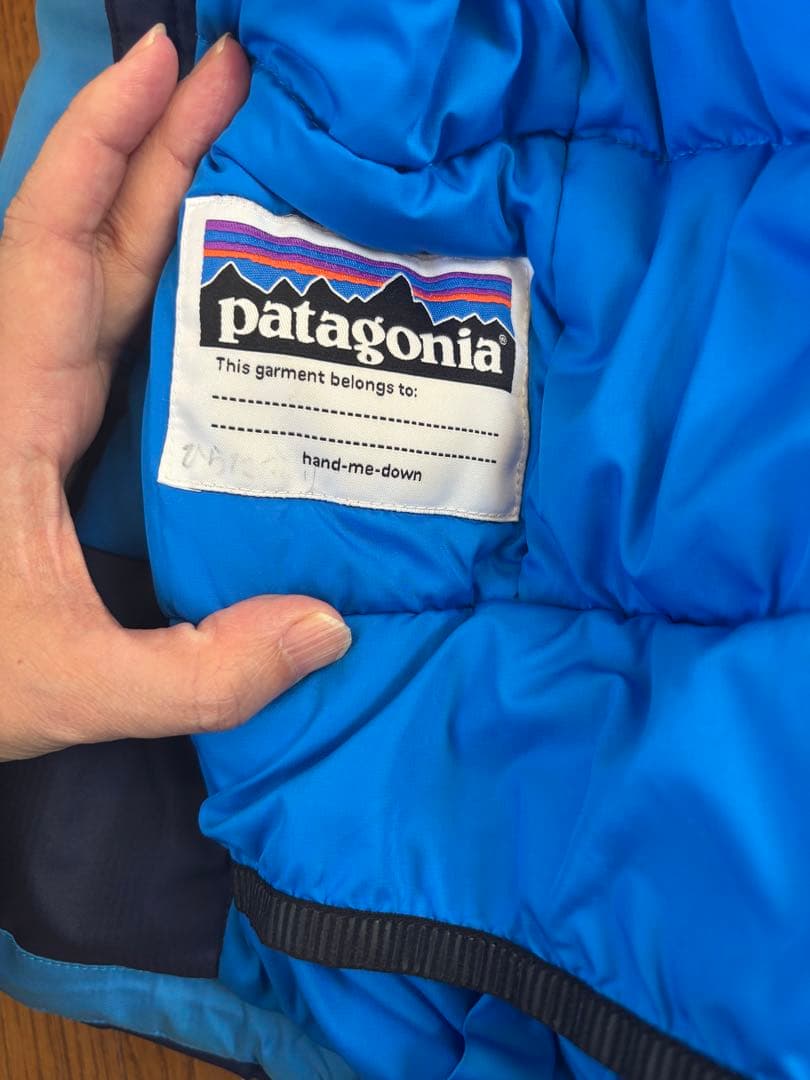 patagonia®
This garment belongs to:
hand-me-down